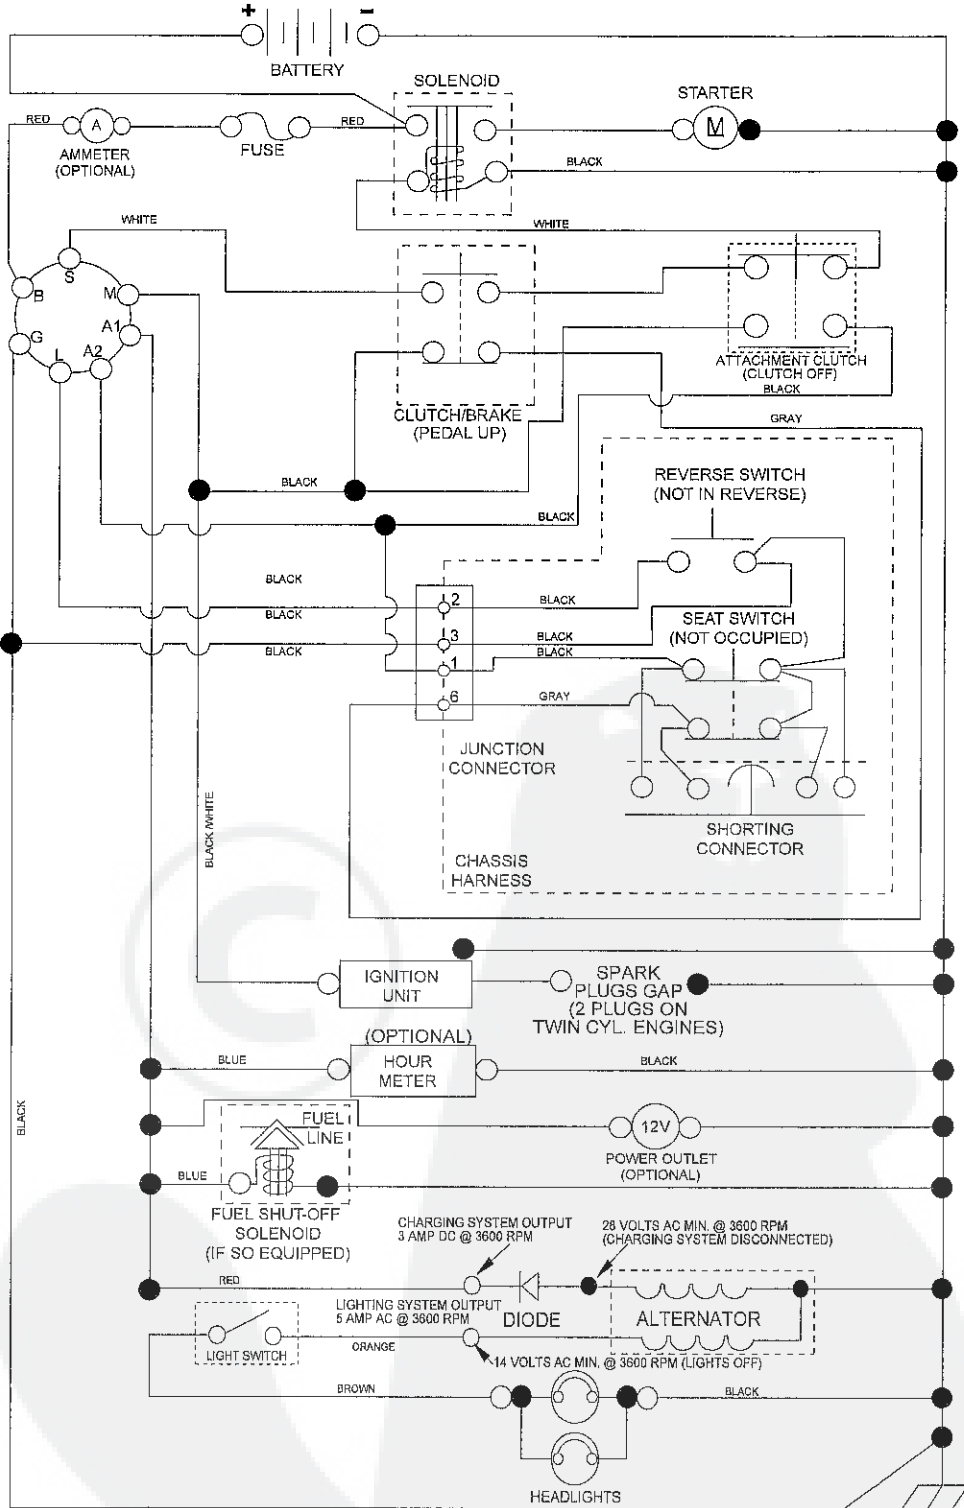 + -
BATTERY
SOLENOID
STARTER
RED
A
AMMETER
(OPTIONAL)
FUSE
RED
M
BLACK
WHITE
WHITE
S
B
M
G
A1
L
A2
ATTACHMENT CLUTCH
(CLUTCH OFF)
BLACK
CLUTCH/BRAKE
(PEDAL UP)
GRAY
BLACK
REVERSE SWITCH
(NOT IN REVERSE)
BLACK
BLACK
2
BLACK
BLACK
SEAT SWITCH
(NOT OCCUPIED)
3
BLACK
BLACK
BLACK
1
6
GRAY
JUNCTION
CONNECTOR
BLACK/WHITE
SHORTING
CONNECTOR
CHASSIS
HARNESS
IGNITION
UNIT
SPARK
PLUGS GAP
(2 PLUGS ON
TWIN CYL. ENGINES)
(OPTIONAL)
BLUE
HOUR
METER
BLACK
BLACK
FUEL
LINE
12V
POWER OUTLET
(OPTIONAL)
BLUE
FUEL SHUT-OFF
SOLENOID
(IF SO EQUIPPED)
CHARGING SYSTEM OUTPUT
3 AMP DC @ 3600 RPM
28 VOLTS AC MIN. @ 3600 RPM
(CHARGING SYSTEM DISCONNECTED)
RED
LIGHTING SYSTEM OUTPUT
5 AMP AC @ 3600 RPM
DIODE
ALTERNATOR
LIGHT SWITCH
ORANGE
14 VOLTS AC MIN. @ 3600 RPM (LIGHTS OFF)
BROWN
BLACK
HEADLIGHTS
©